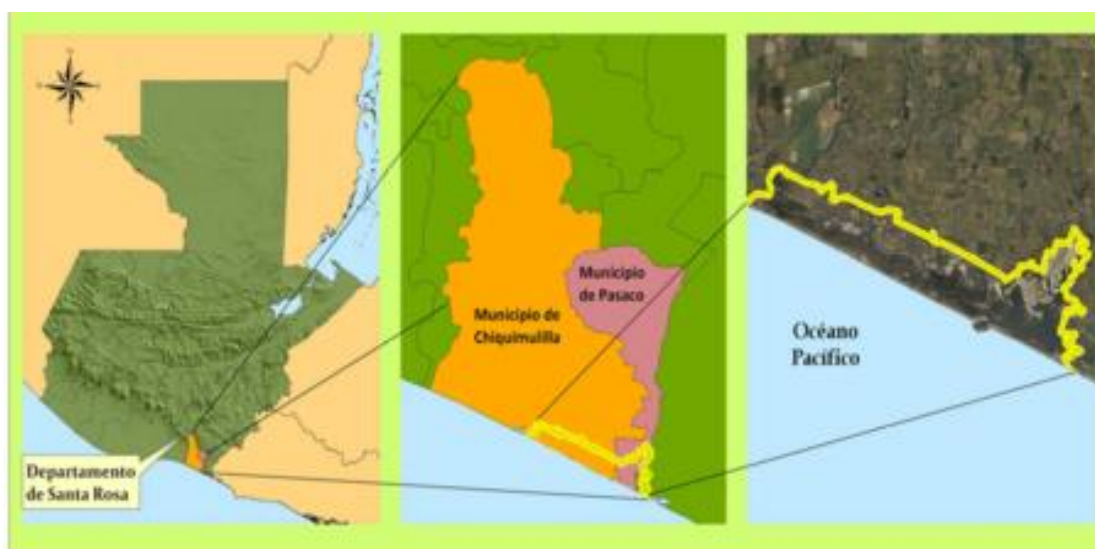 Departamento
de Santa Rosa
Municipio de
Chiquimulilla
Municipio
de Pasaco
Océano
Pacífico